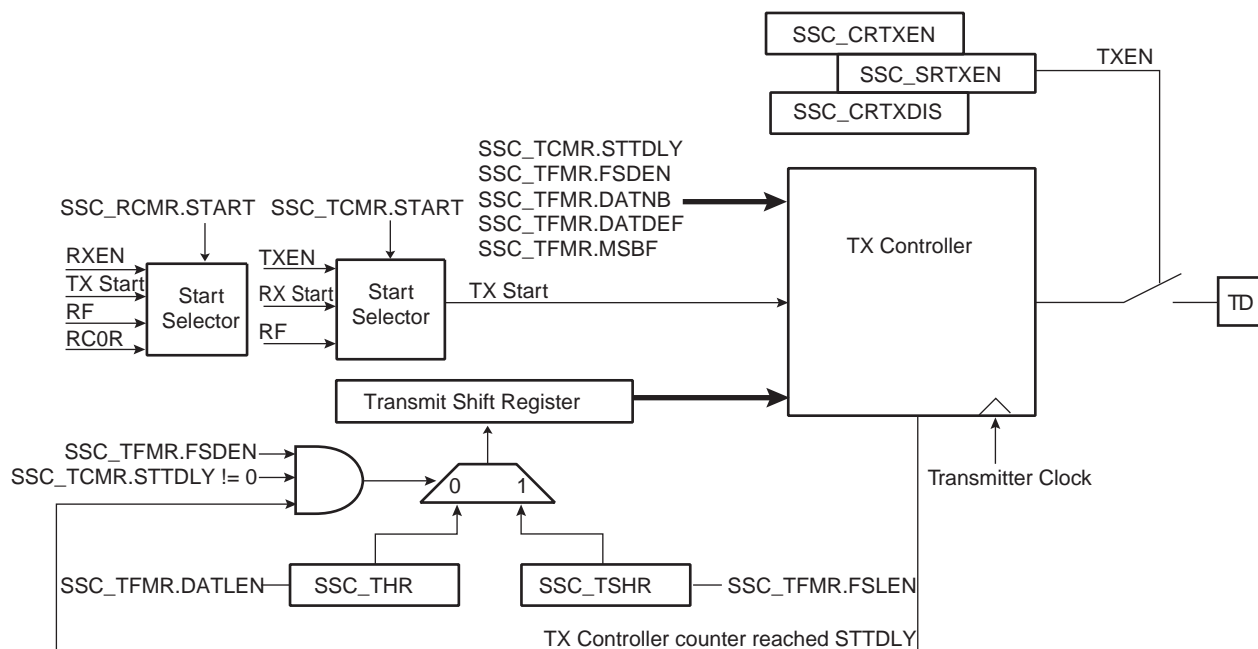 SSC_CRTXEN
SSC_SRTXEN
TXEN
SSC_CRTXDIS
SSC_TCMR.STTDLY
SSC_TFMR.FSDEN
SSC_TFMR.DATNB
SSC_TFMR.DATDEF
SSC_TFMR.MSBF
SSC_RCMR.START
SSC_TCMR.START
RXEN
TX Start
RF
RC0R
Start
Selector
TXEN
RX Start
RF
Start
Selector
TX Start
TX Controller
TD
Transmit Shift Register
Transmitter Clock
SSC_TFMR.FSDEN
SSC_TCMR.STTDLY != 0
0
1
SSC_TFMR.DATLEN
SSC_THR
SSC_TSHR
SSC_TFMR.FSLEN
TX Controller counter reached STTDLY